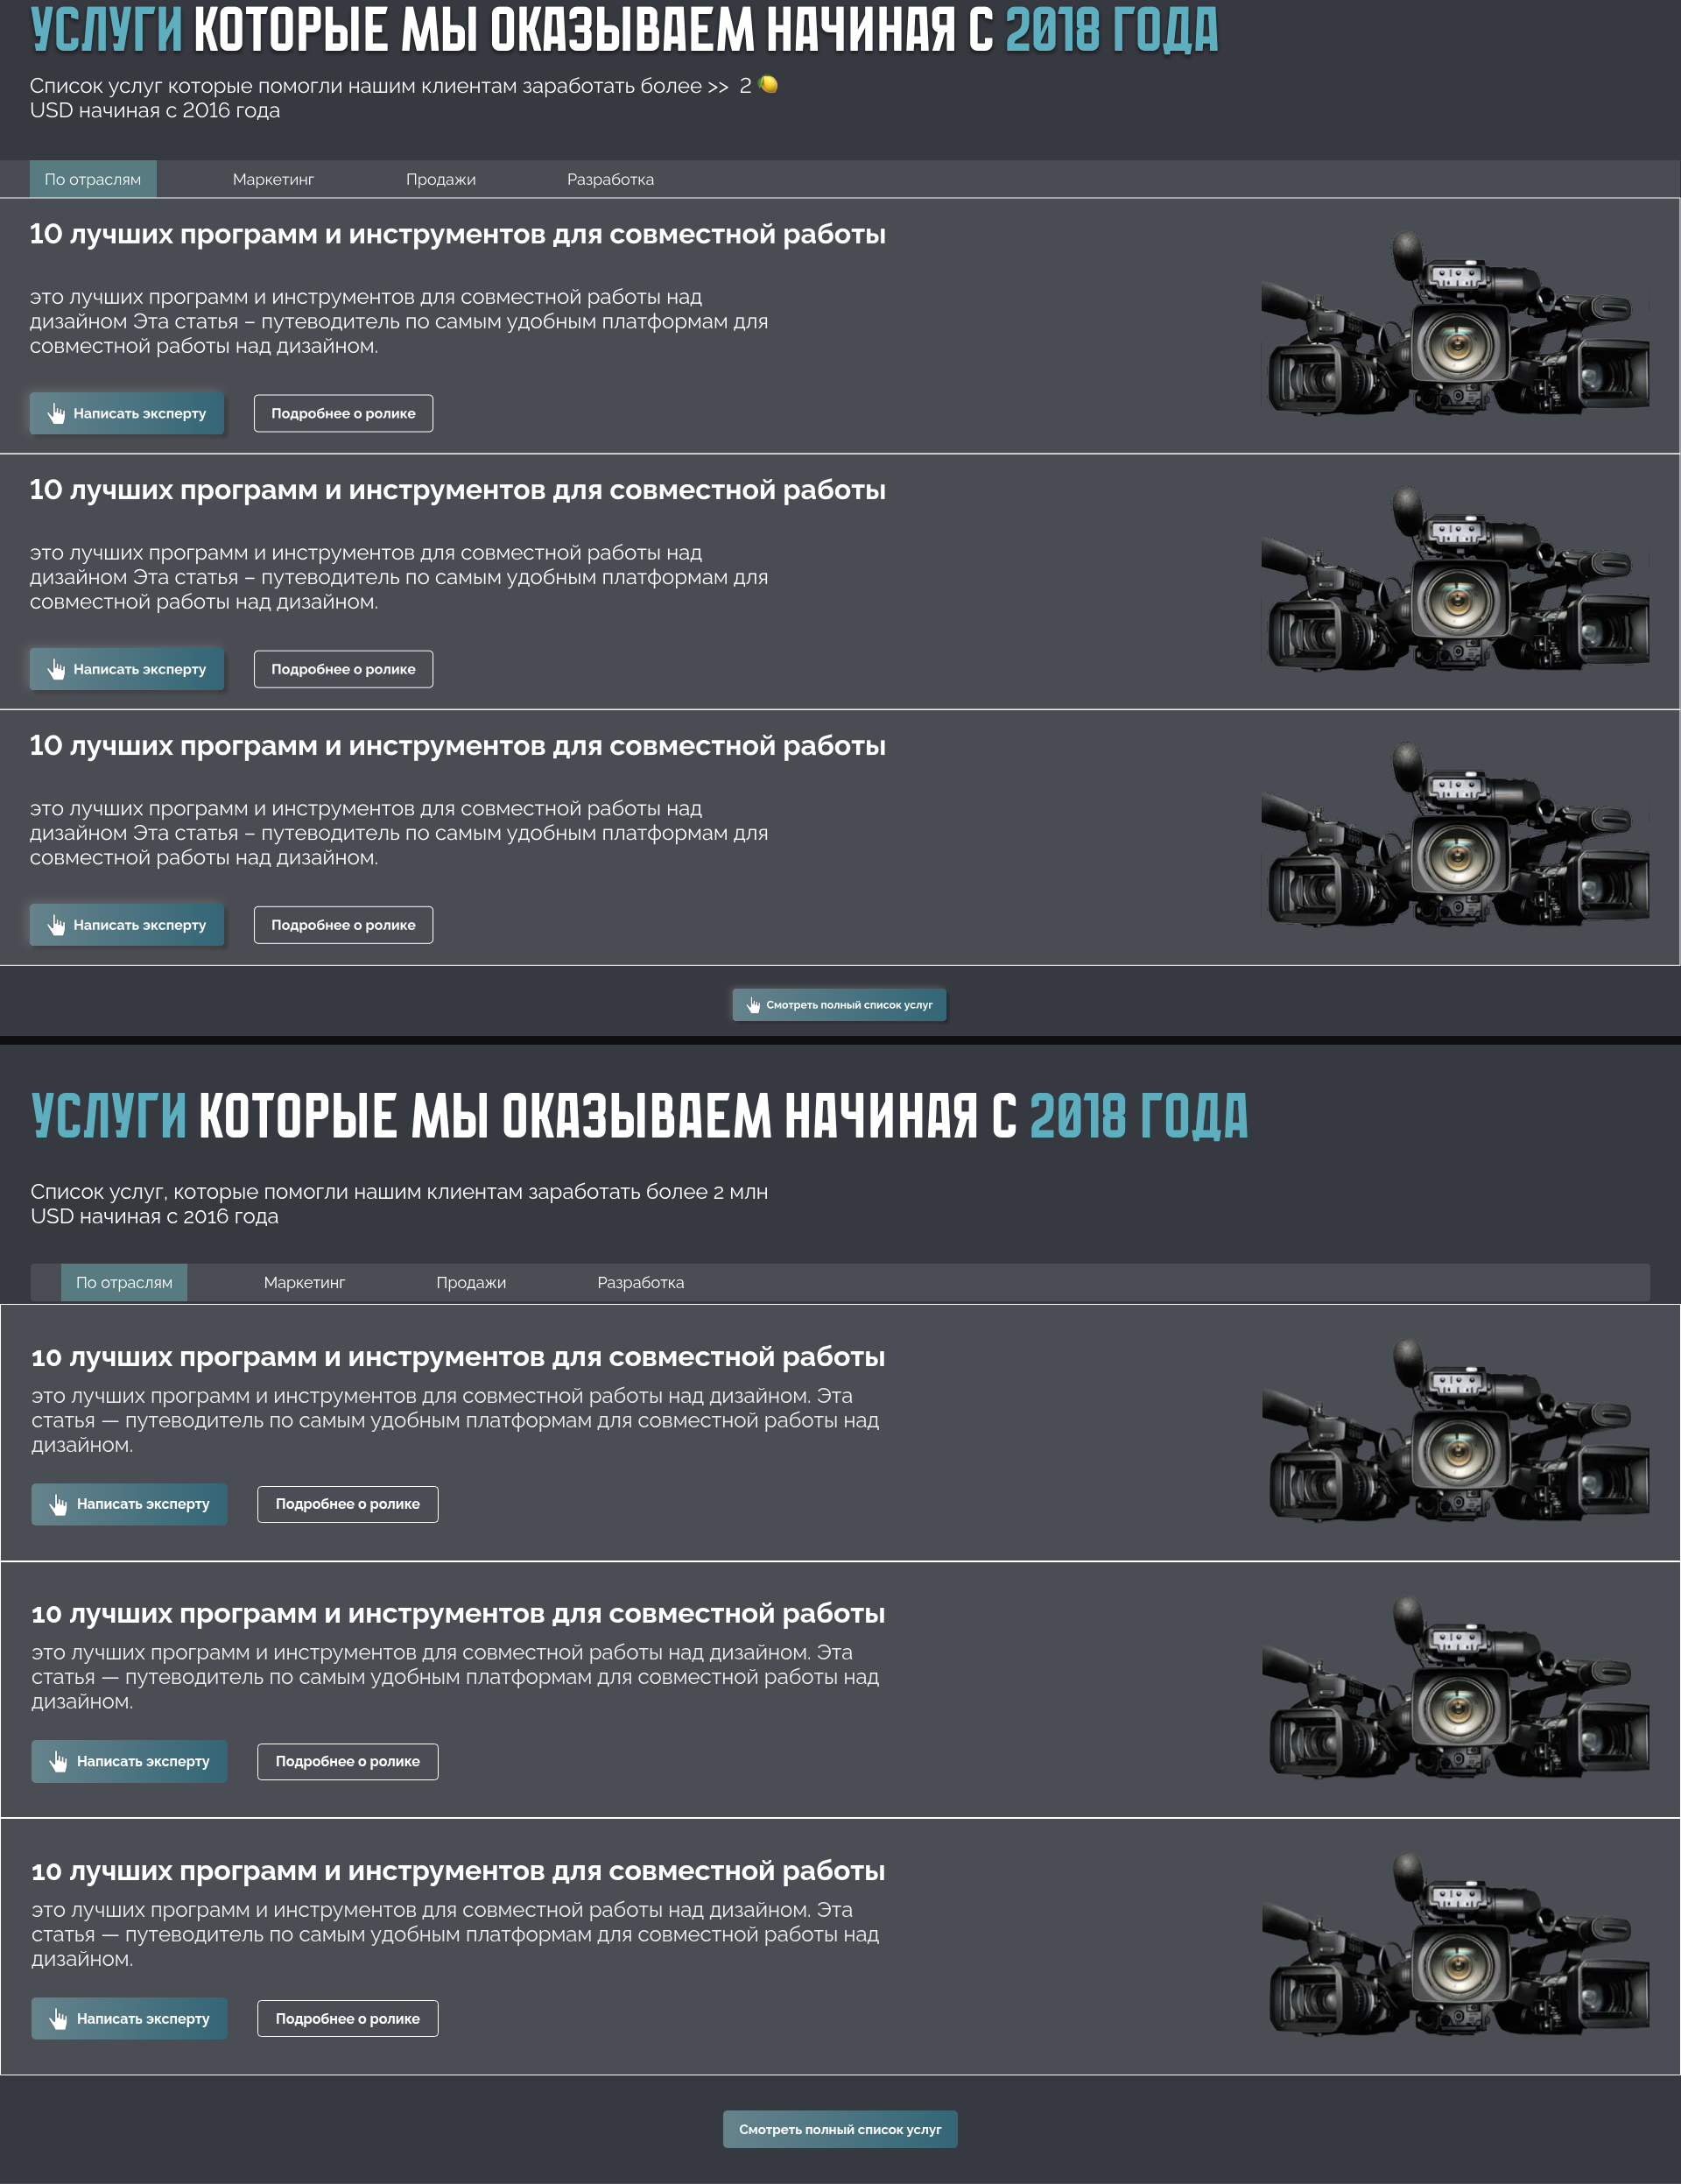 УСЛУГИ КОТОРЫЕ МЫ ОКАЗЫВАЕМ НАЧИНАЯ С 2018 ГОДА
Список услуг которые помогли нашим клиентам заработать более >> 2 🍋
USD начиная с 2016 года
По отраслям Маркетинг Продажи Разработка
10 лучших программ и инструментов для совместной работы
это лучших программ и инструментов для совместной работы над
дизайном Эта статья – путеводитель по самым удобным платформам для
совместной работы над дизайном.
Написать эксперту Подробнее о ролике
10 лучших программ и инструментов для совместной работы
это лучших программ и инструментов для совместной работы над
дизайном Эта статья – путеводитель по самым удобным платформам для
совместной работы над дизайном.
Написать эксперту Подробнее о ролике
10 лучших программ и инструментов для совместной работы
это лучших программ и инструментов для совместной работы над
дизайном Эта статья – путеводитель по самым удобным платформам для
совместной работы над дизайном.
Написать эксперту Подробнее о ролике
Смотреть полный список услуг
УСЛУГИ КОТОРЫЕ МЫ ОКАЗЫВАЕМ НАЧИНАЯ С 2018 ГОДА
Список услуг, которые помогли нашим клиентам заработать более 2 млн
USD начиная с 2016 года
По отраслям Маркетинг Продажи Разработка
10 лучших программ и инструментов для совместной работы
это лучших программ и инструментов для совместной работы над дизайном. Эта
статья — путеводитель по самым удобным платформам для совместной работы над
дизайном.
Написать эксперту Подробнее о ролике
10 лучших программ и инструментов для совместной работы
это лучших программ и инструментов для совместной работы над дизайном. Эта
статья — путеводитель по самым удобным платформам для совместной работы над
дизайном.
Написать эксперту Подробнее о ролике
10 лучших программ и инструментов для совместной работы
это лучших программ и инструментов для совместной работы над дизайном. Эта
статья — путеводитель по самым удобным платформам для совместной работы над
дизайном.
Написать эксперту Подробнее о ролике
Смотреть полный список услуг